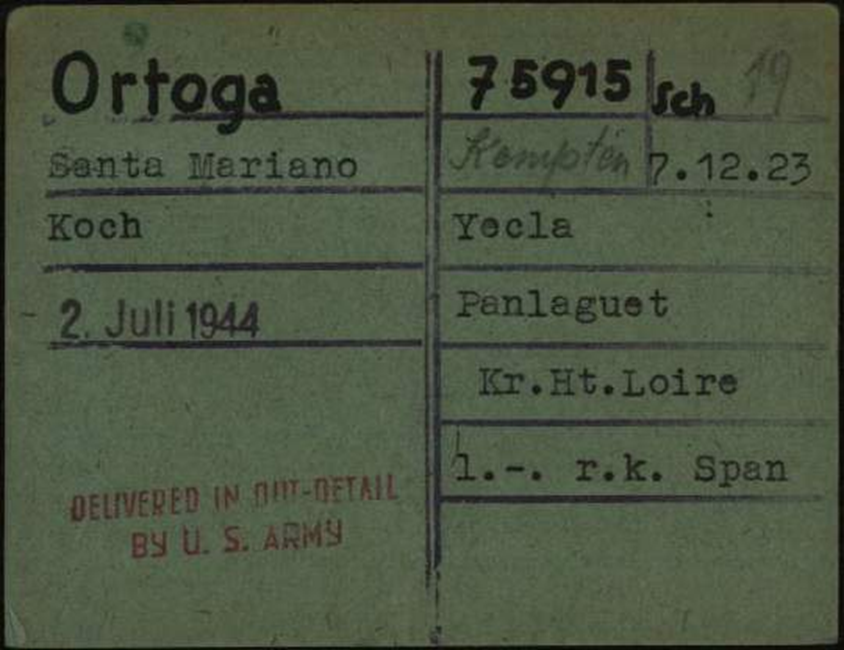 Ortoga
Santa Mariano
Koch
2. Juli 1944
DELIVERED IN OUT-DETAIL
BY U. S. ARMY
75915 Sch 19
Kempten 7.12.23
Yecla
Panlaguet
Kr.Ht.Loire
l.-. r.k. Span